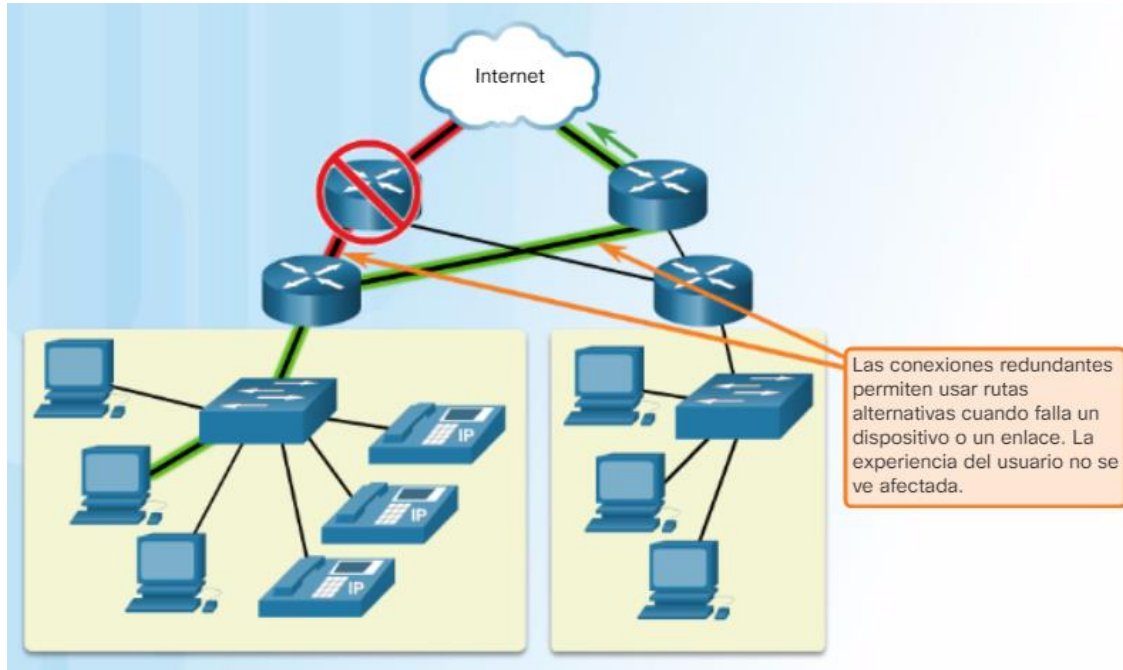 Internet
IP
IP
IP
Las conexiones redundantes
permiten usar rutas
alternativas cuando falla un
dispositivo o un enlace. La
experiencia del usuario no se
ve afectada.